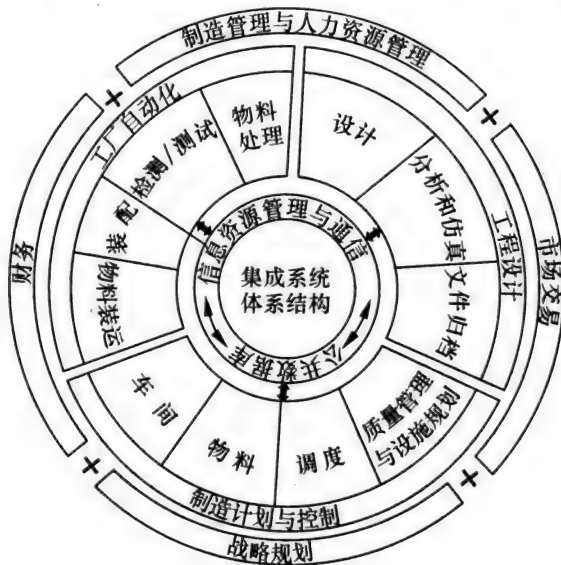 制造管理与人力资源管理
市场交易
战略规划
财务
工厂自动化
工程设计
制造计划与控制
物料
处理
检测/测试
装配
物料装运
设计
分析和仿真
文件归档
质量管理
与设施规划
调度
物料
车间
信息资源管理与通信
公共数据库
集成系统
体系结构